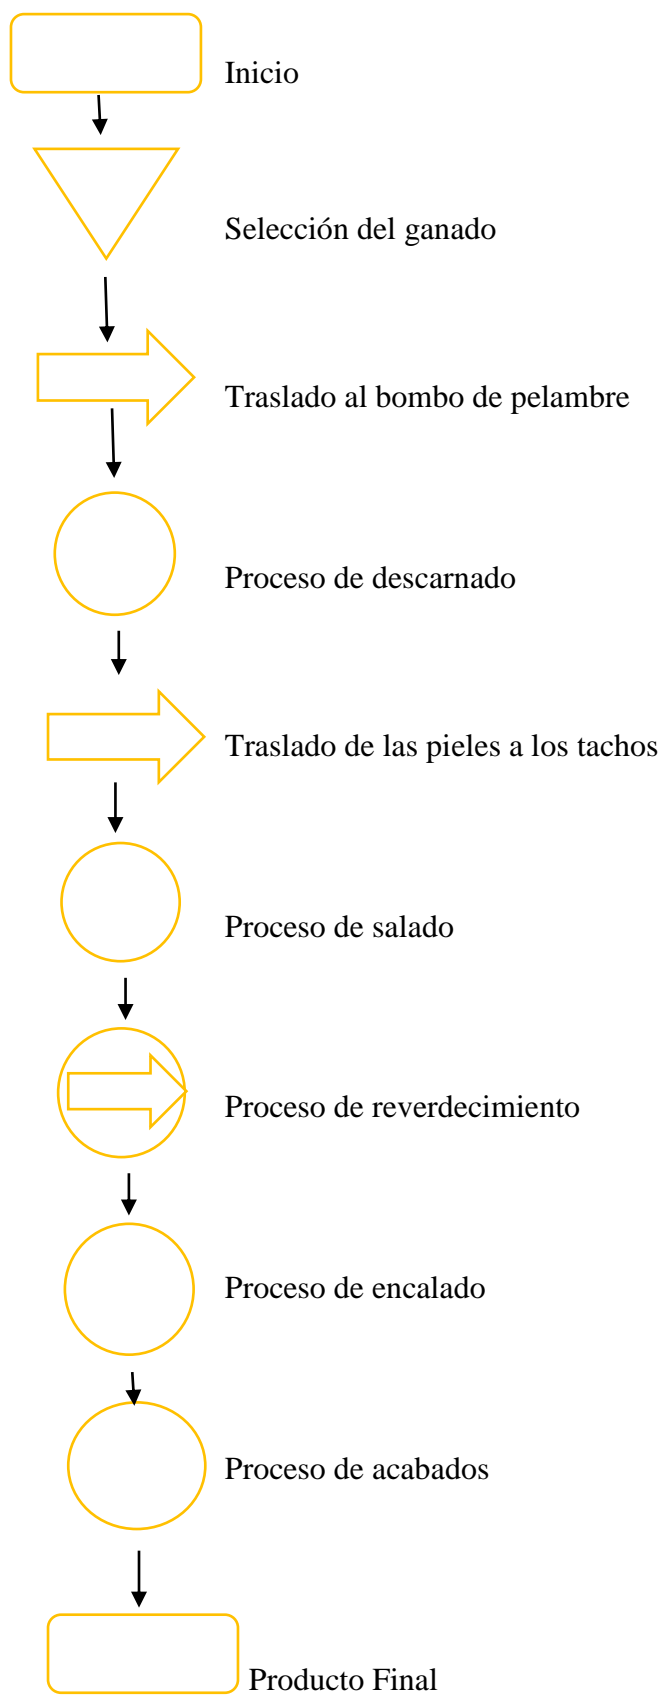 Inicio
Selección del ganado
Traslado al bombo de pelambre
Proceso de descarnado
Traslado de las pieles a los tachos
Proceso de salado
Proceso de reverdecimiento
Proceso de encalado
Proceso de acabados
Producto Final